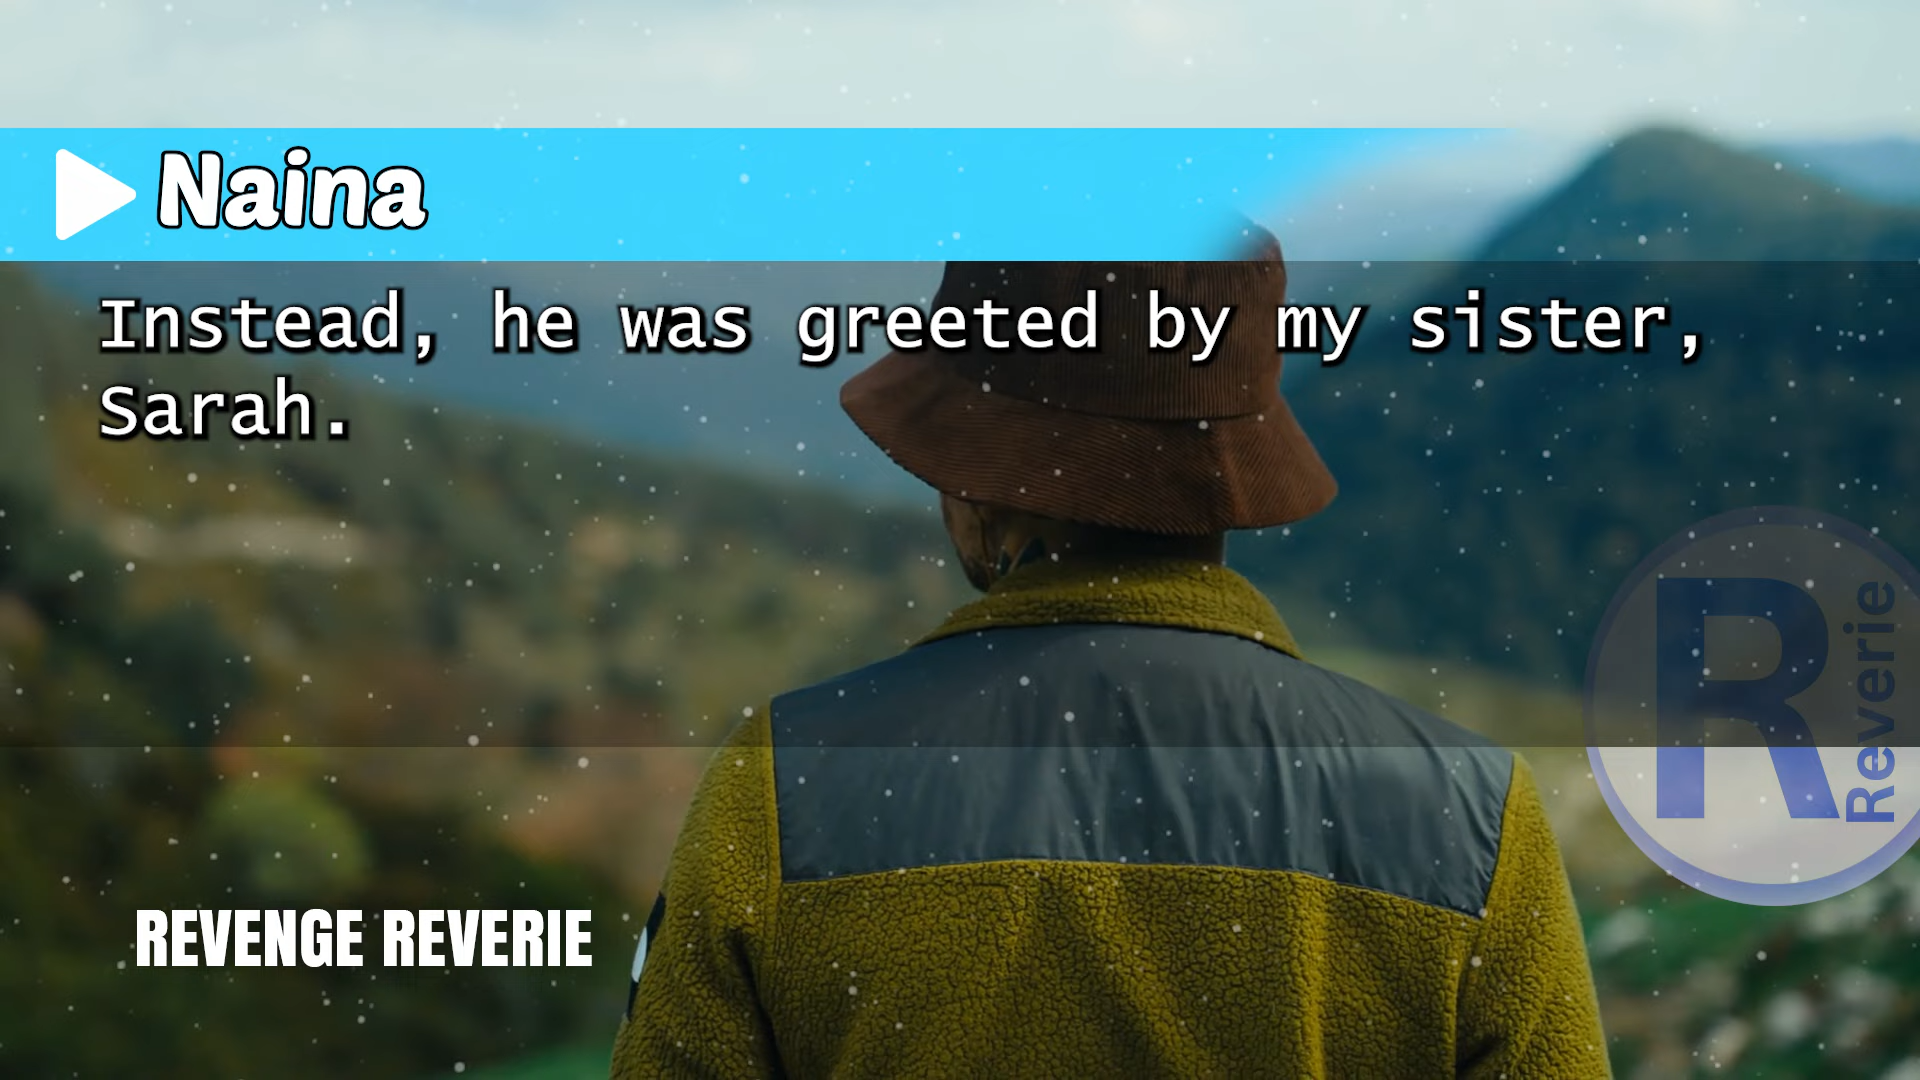 Naina
Instead, he was greeted by my sister,
Sarah.
R
Reverie
REVENGE REVERIE